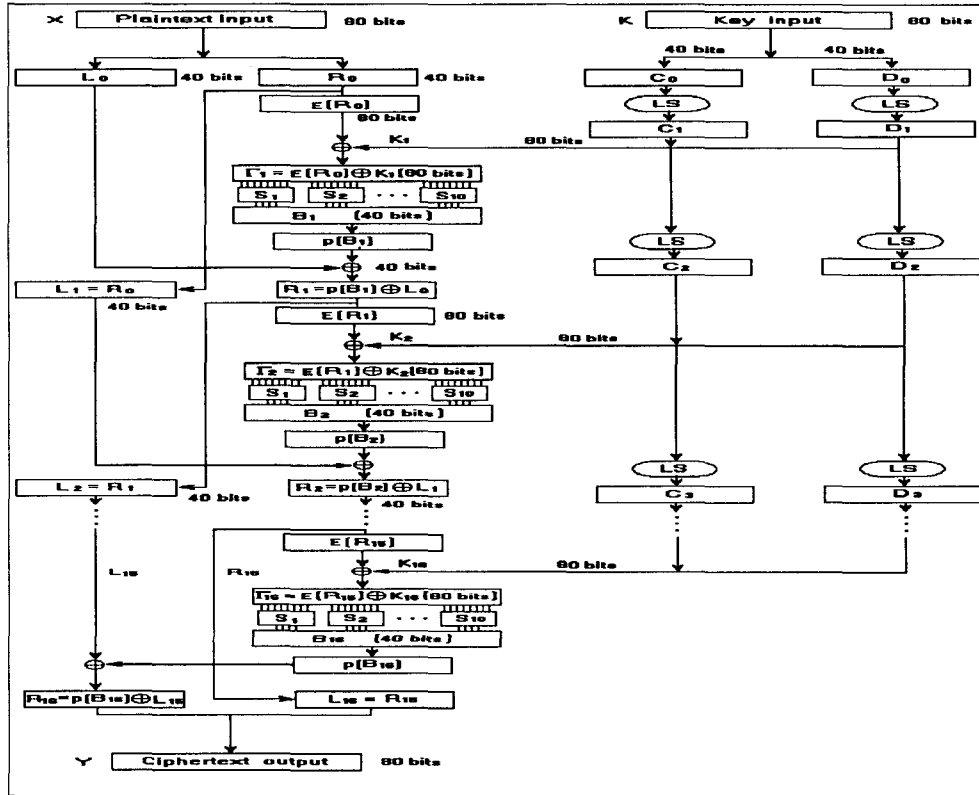 X Plaintext input 80 bits K Key input 80 bits
40 bits 40 bits
L₀ 40 bits R₀ 40 bits C₀ D₀
E(R₀) LS LS
80 bits C₁ D₁
⊕ K₁ 80 bits
Γ₁ = E(R₀)⊕K₁(80 bits)
S₁ S₂ ··· S₁₀
B₁ (40 bits)
p(B₁) LS LS
⊕ 40 bits C₂ D₂
L₁ = R₀ R₁=p(B₁)⊕L₀
40 bits E(R₁) 80 bits
⊕ K₂ 80 bits
Γ₂ = E(R₁)⊕K₂(80 bits)
S₁ S₂ ··· S₁₀
B₂ (40 bits)
p(B₂)
⊕ LS LS
L₂ = R₁ 40 bits R₂=p(B₂)⊕L₁ C₃ D₃
40 bits
E(R₁₅)
L₁₅ R₁₅ ⊕ K₁₆ 80 bits
Γ₁₆ = E(R₁₅)⊕K₁₆(80 bits)
S₁ S₂ ··· S₁₀
B₁₆ (40 bits)
⊕ p(B₁₆)
R₁₆=p(B₁₆)⊕L₁₅ L₁₆ = R₁₅
Y Ciphertext output 80 bits